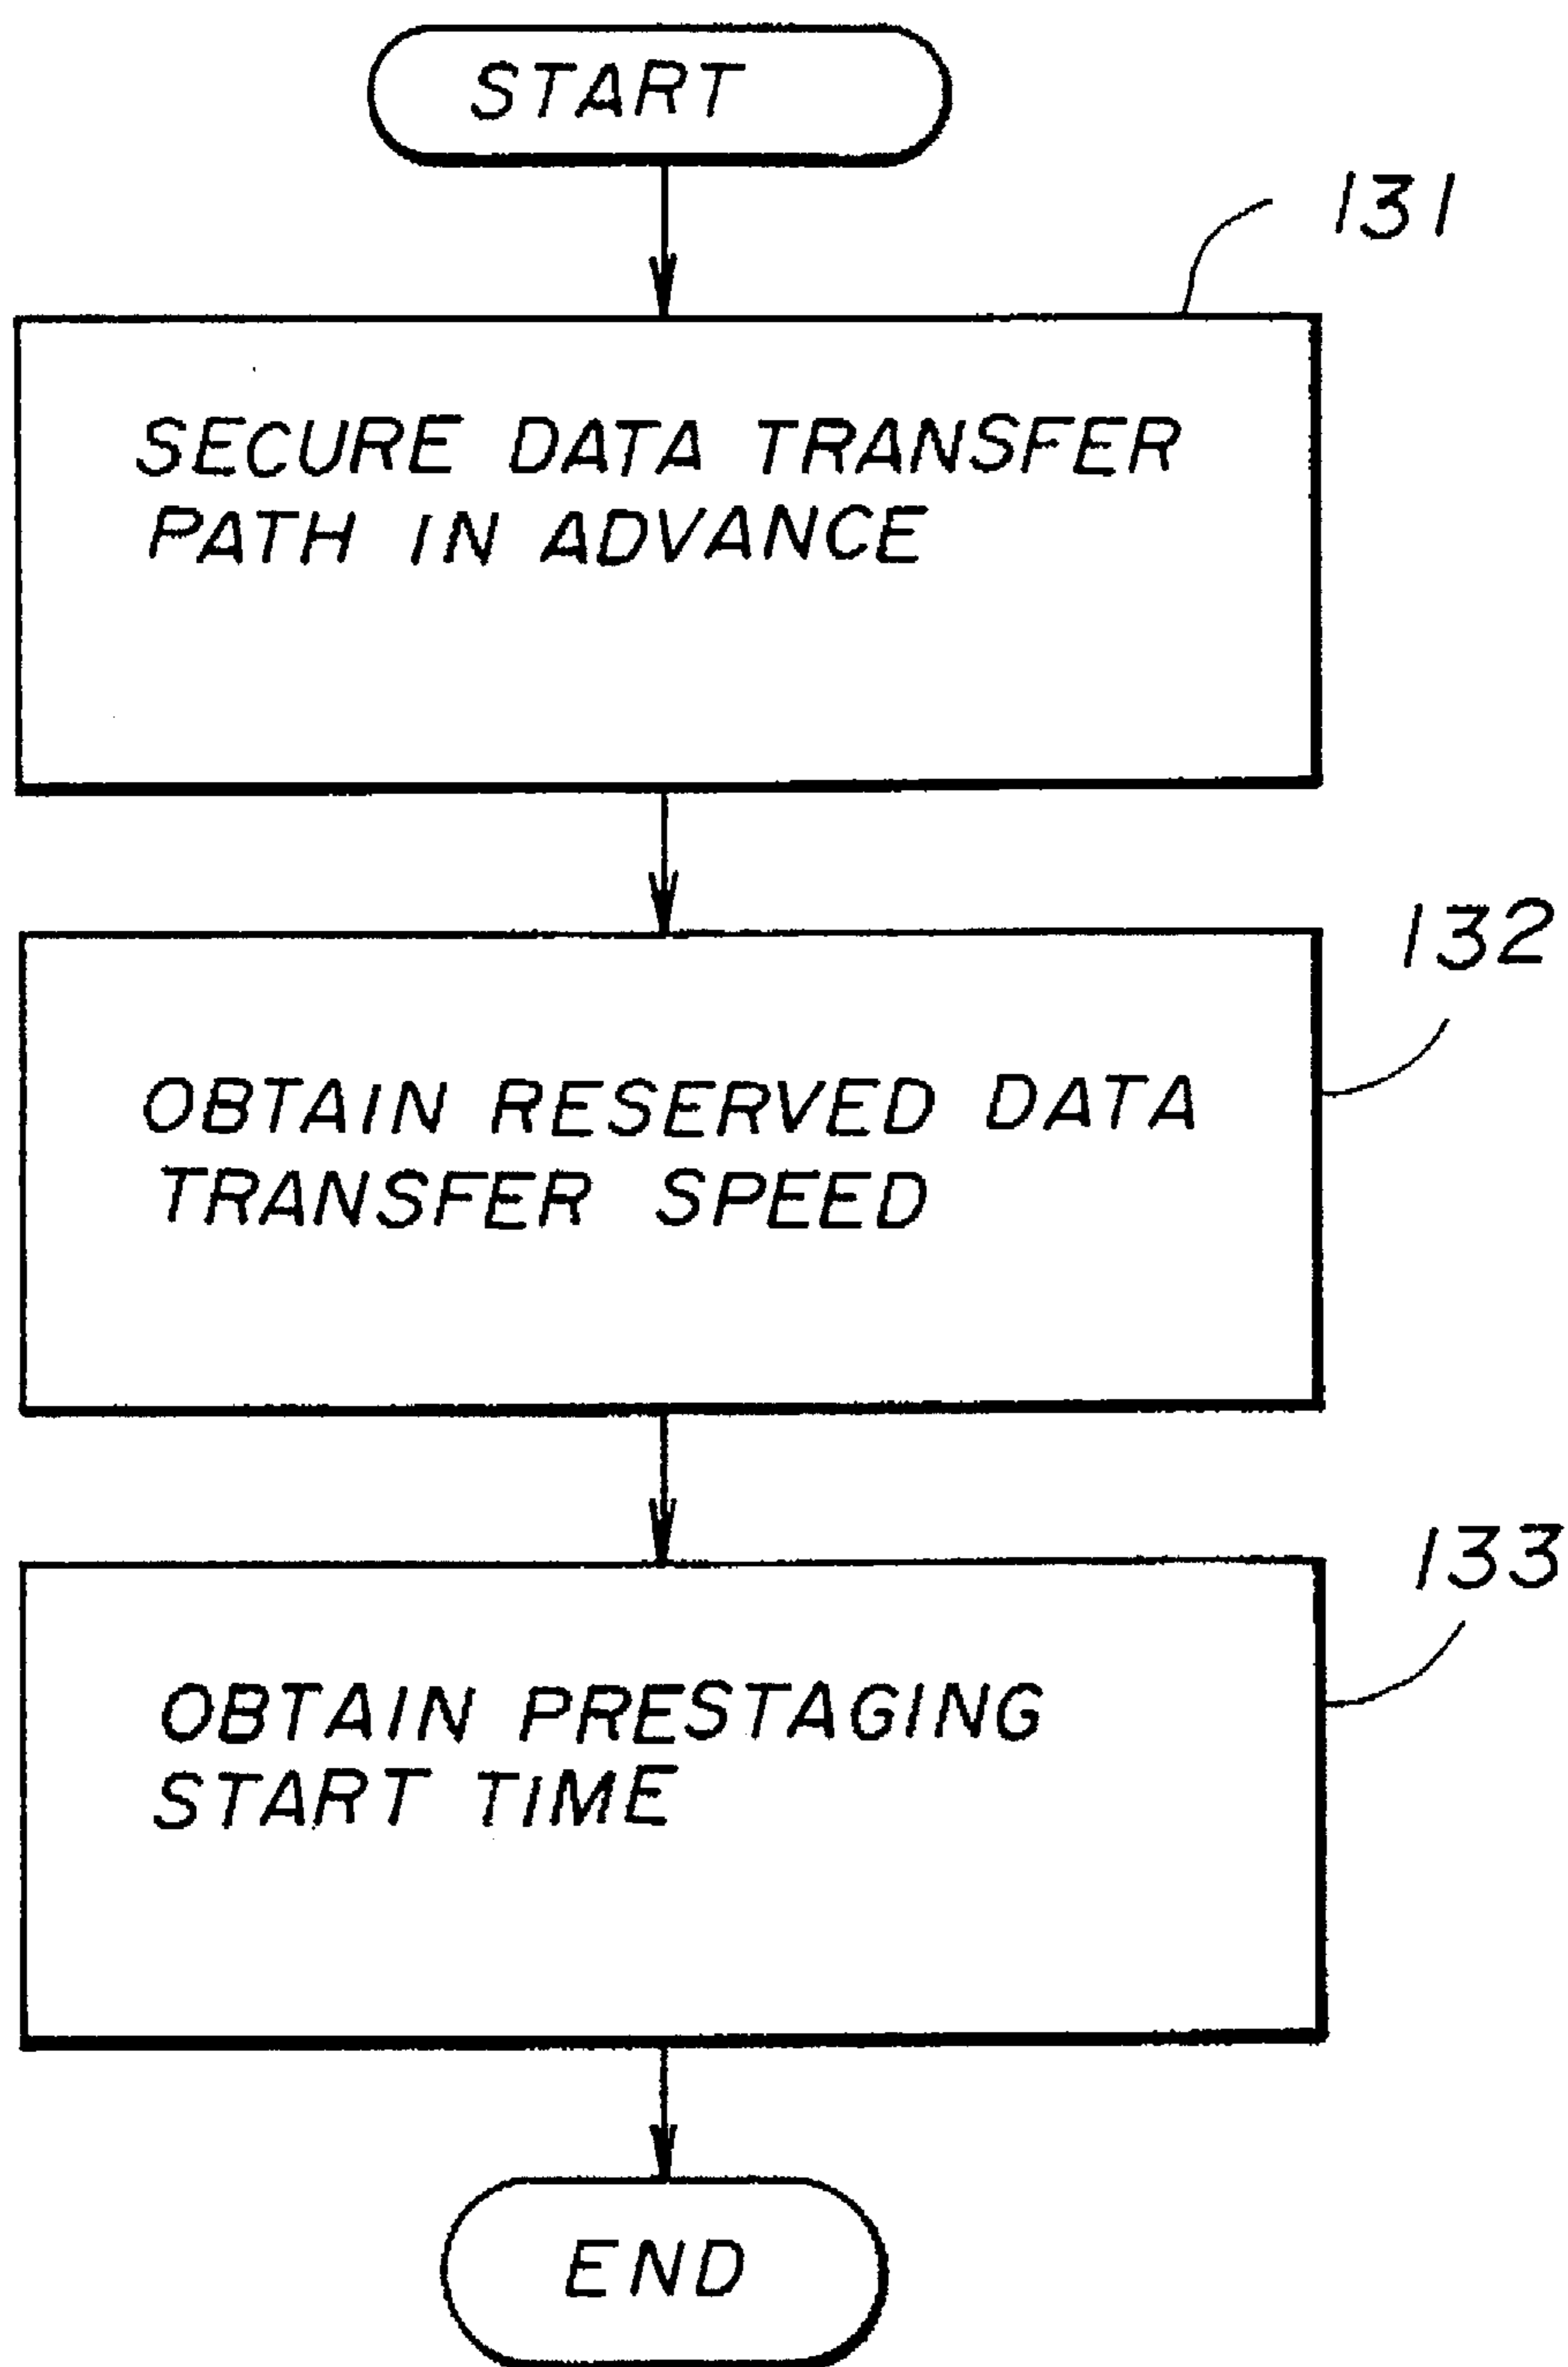 START
131
SECURE DATA TRANSFER
PATH IN ADVANCE
132
OBTAIN RESERVED DATA
TRANSFER SPEED
133
OBTAIN PRESTAGING
START TIME
END